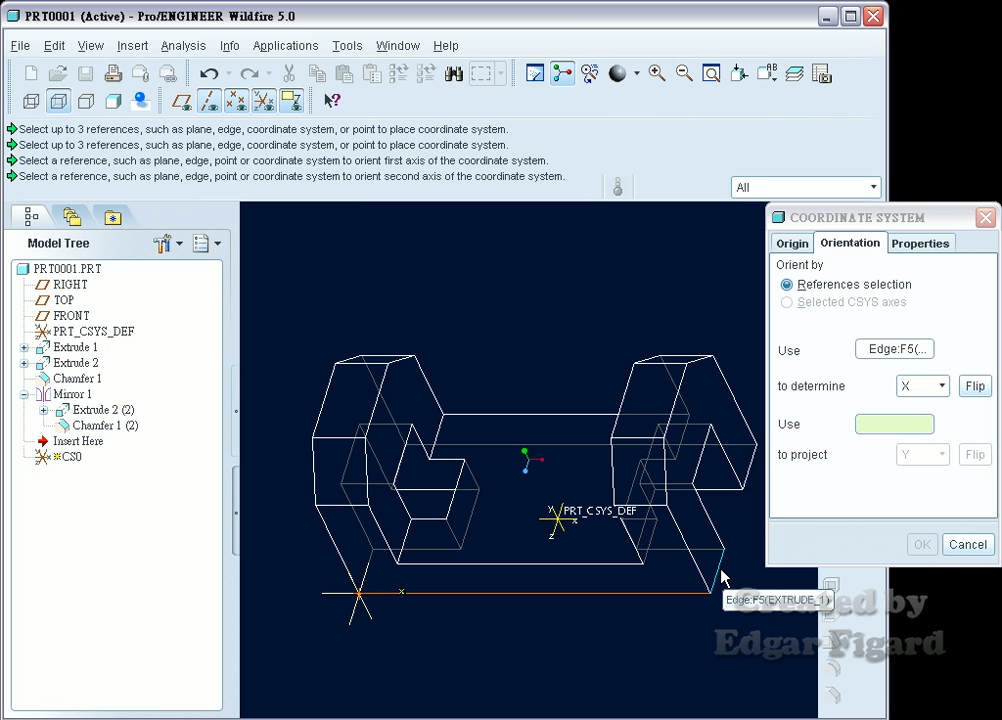 PRT0001 (Active) - Pro/ENGINEER Wildfire 5.0
File Edit View Insert Analysis Info Applications Tools Window Help
Select up to 3 references, such as plane, edge, coordinate system, or point to place coordinate system.
Select up to 3 references, such as plane, edge, coordinate system, or point to place coordinate system.
Select a reference, such as plane, edge, point or coordinate system to orient first axis of the coordinate system.
Select a reference, such as plane, edge, point or coordinate system to orient second axis of the coordinate system.
All
Model Tree
PRT0001.PRT
RIGHT
TOP
FRONT
PRT_CSYS_DEF
Extrude 1
Extrude 2
Chamfer 1
Mirror 1
Extrude 2 (2)
Chamfer 1 (2)
Insert Here
CS0
Y PRT_CSYS_DEF
X
Z
X
Edge:F5(EXTRUDE_1)
COORDINATE SYSTEM
Origin Orientation Properties
Orient by
References selection
Selected CSYS axes
Use Edge:F5(...
to determine X Flip
Use
to project Y Flip
OK Cancel
Created by
Edgar Figard